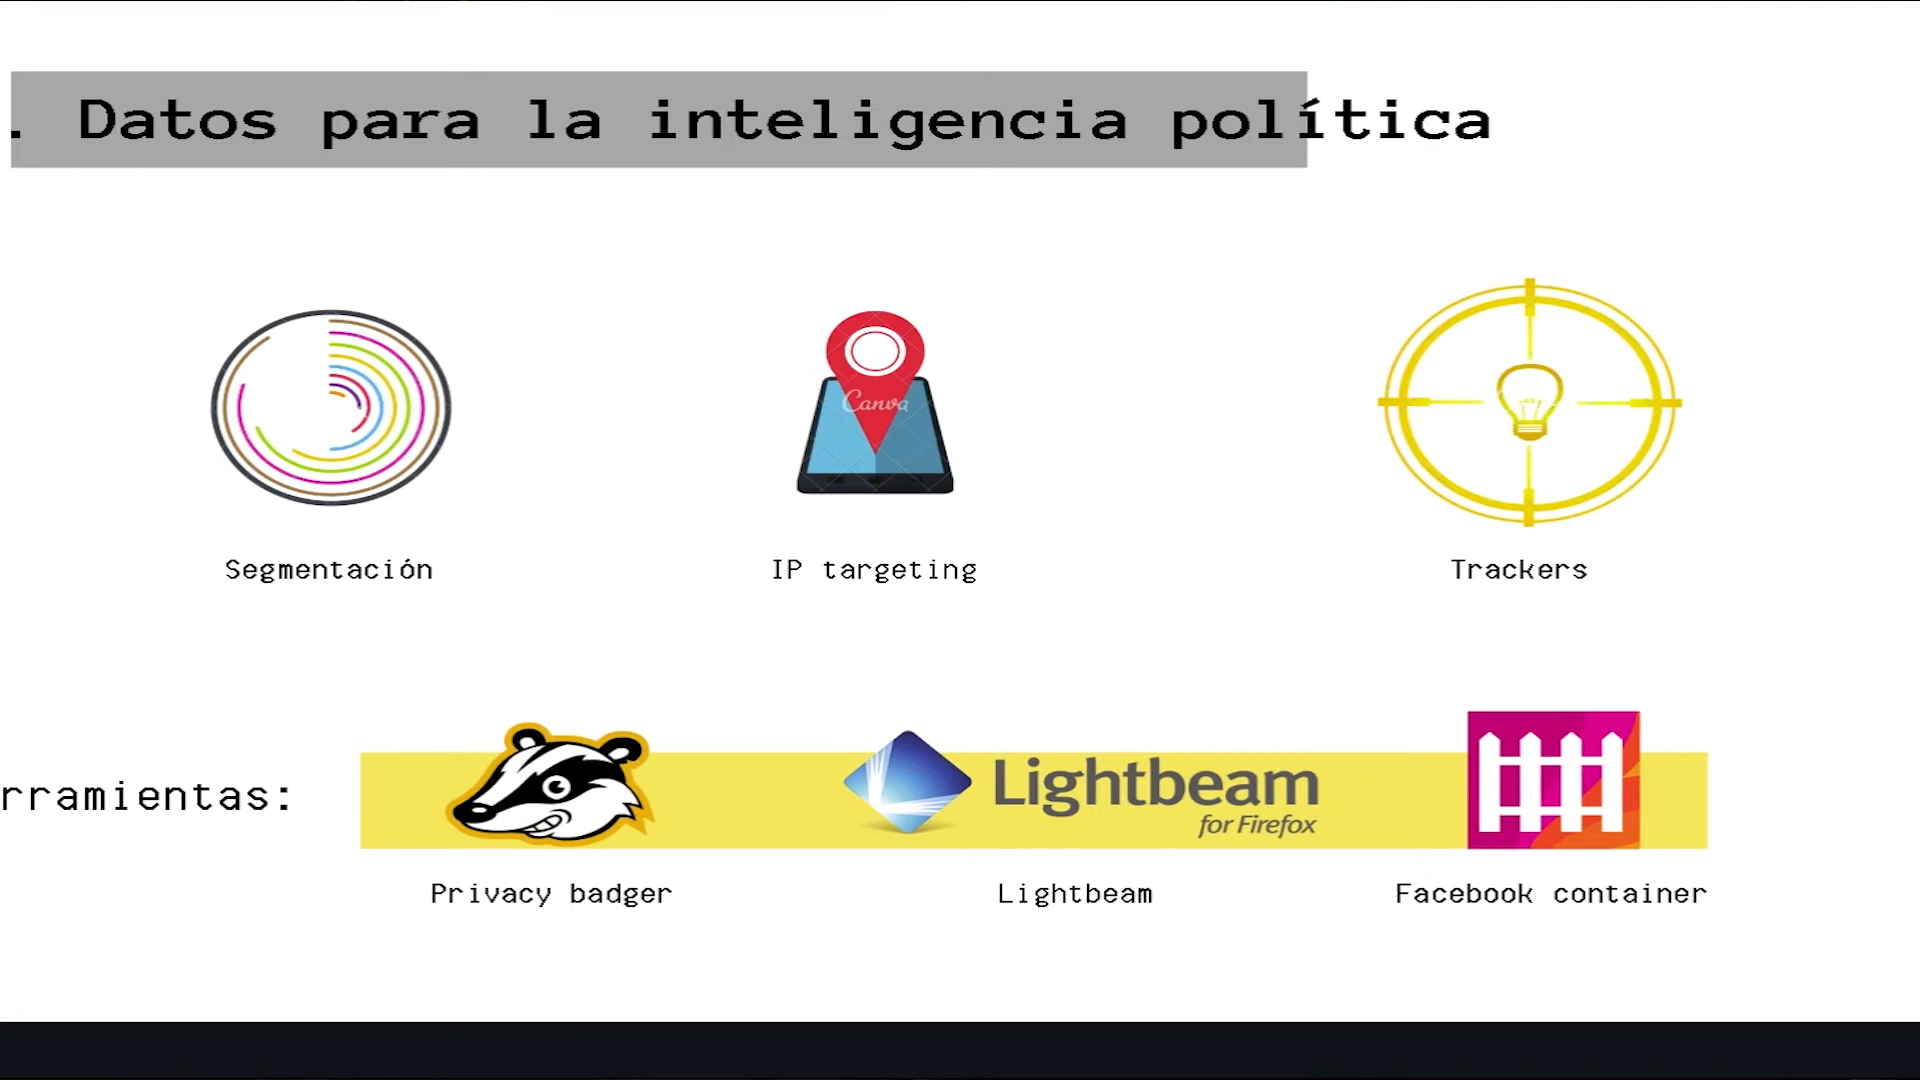 . Datos para la inteligencia política
Canva
Segmentación
IP targeting
Trackers
rramientas:
Lightbeam
for Firefox
Privacy badger
Lightbeam
Facebook container